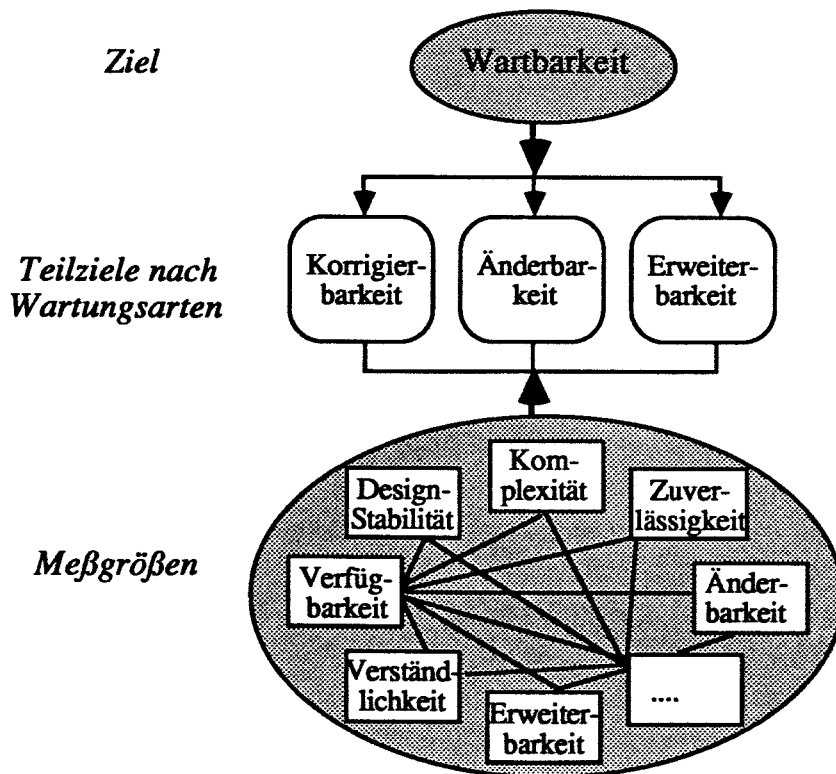 Ziel
Wartbarkeit
Teilziele nach
Wartungsarten
Korrigier-
barkeit
Änderbar-
keit
Erweiter-
barkeit
Meßgrößen
Design-
Stabilität
Kom-
plexität
Zuver-
lässigkeit
Verfüg-
barkeit
Änder-
barkeit
Verständ-
lichkeit
Erweiter-
barkeit
....